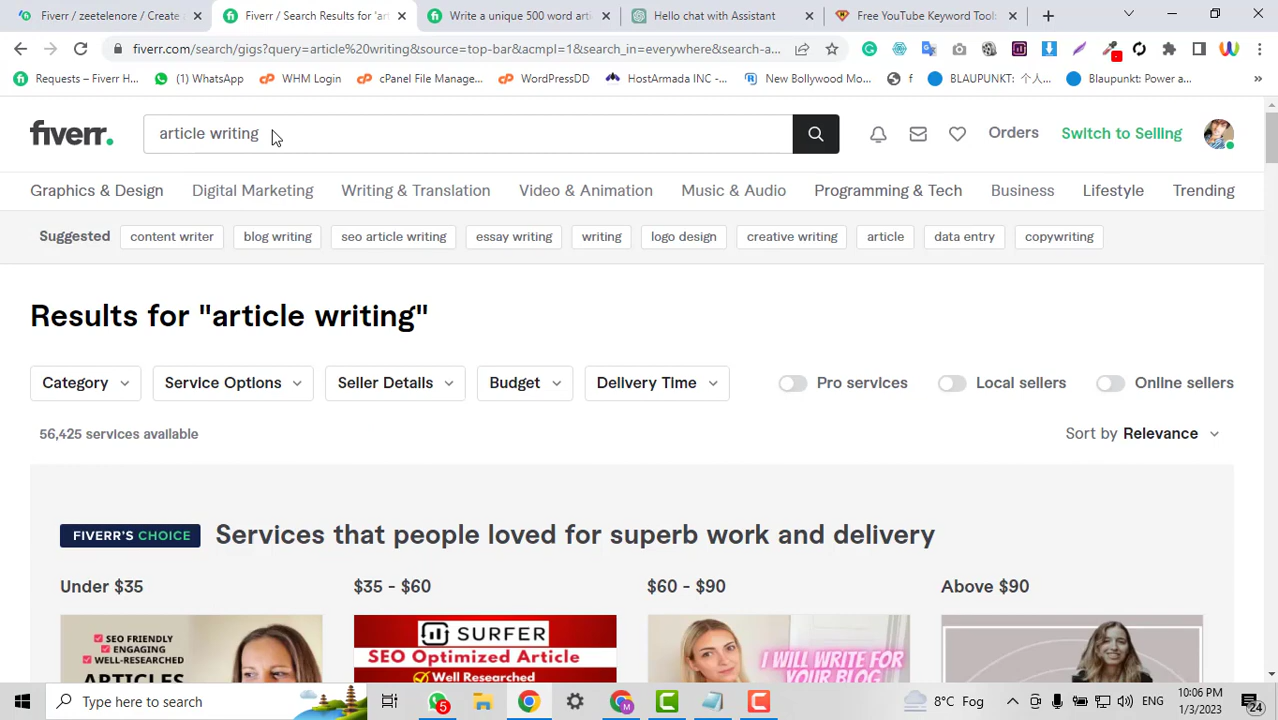 Fiverr / zeetelenore / Create
Fiverr / Search Results for 'ar
Write a unique 500 word artic
Hello chat with Assistant
Free YouTube Keyword Tool:
fiverr.com/search/gigs?query=article%20writing&source=top-bar&acmpl=1&search_in=everywhere&search-a...
Requests – Fiverr H...
(1) WhatsApp
WHM Login
cPanel File Manage...
WordPressDD
HostArmada INC -...
New Bollywood Mo...
f
BLAUPUNKT: 个人...
Blaupunkt: Power a...
»
fiverr.
article writing
Orders
Switch to Selling
Graphics & Design
Digital Marketing
Writing & Translation
Video & Animation
Music & Audio
Programming & Tech
Business
Lifestyle
Trending
Suggested
content writer
blog writing
seo article writing
essay writing
writing
logo design
creative writing
article
data entry
copywriting
Results for "article writing"
Category
Service Options
Seller Details
Budget
Delivery Time
Pro services
Local sellers
Online sellers
56,425 services available
Sort by Relevance
FIVERR'S CHOICE
Services that people loved for superb work and delivery
Under $35
$35 - $60
$60 - $90
Above $90
SEO FRIENDLY
ENGAGING
WELL-RESEARCHED
ARTICLES
SURFER
SEO Optimized Article
Well Researched
I WILL WRITE FOR
YOUR BLOG
Type here to search
5
8°C Fog
10:06 PM
1/3/2023
24